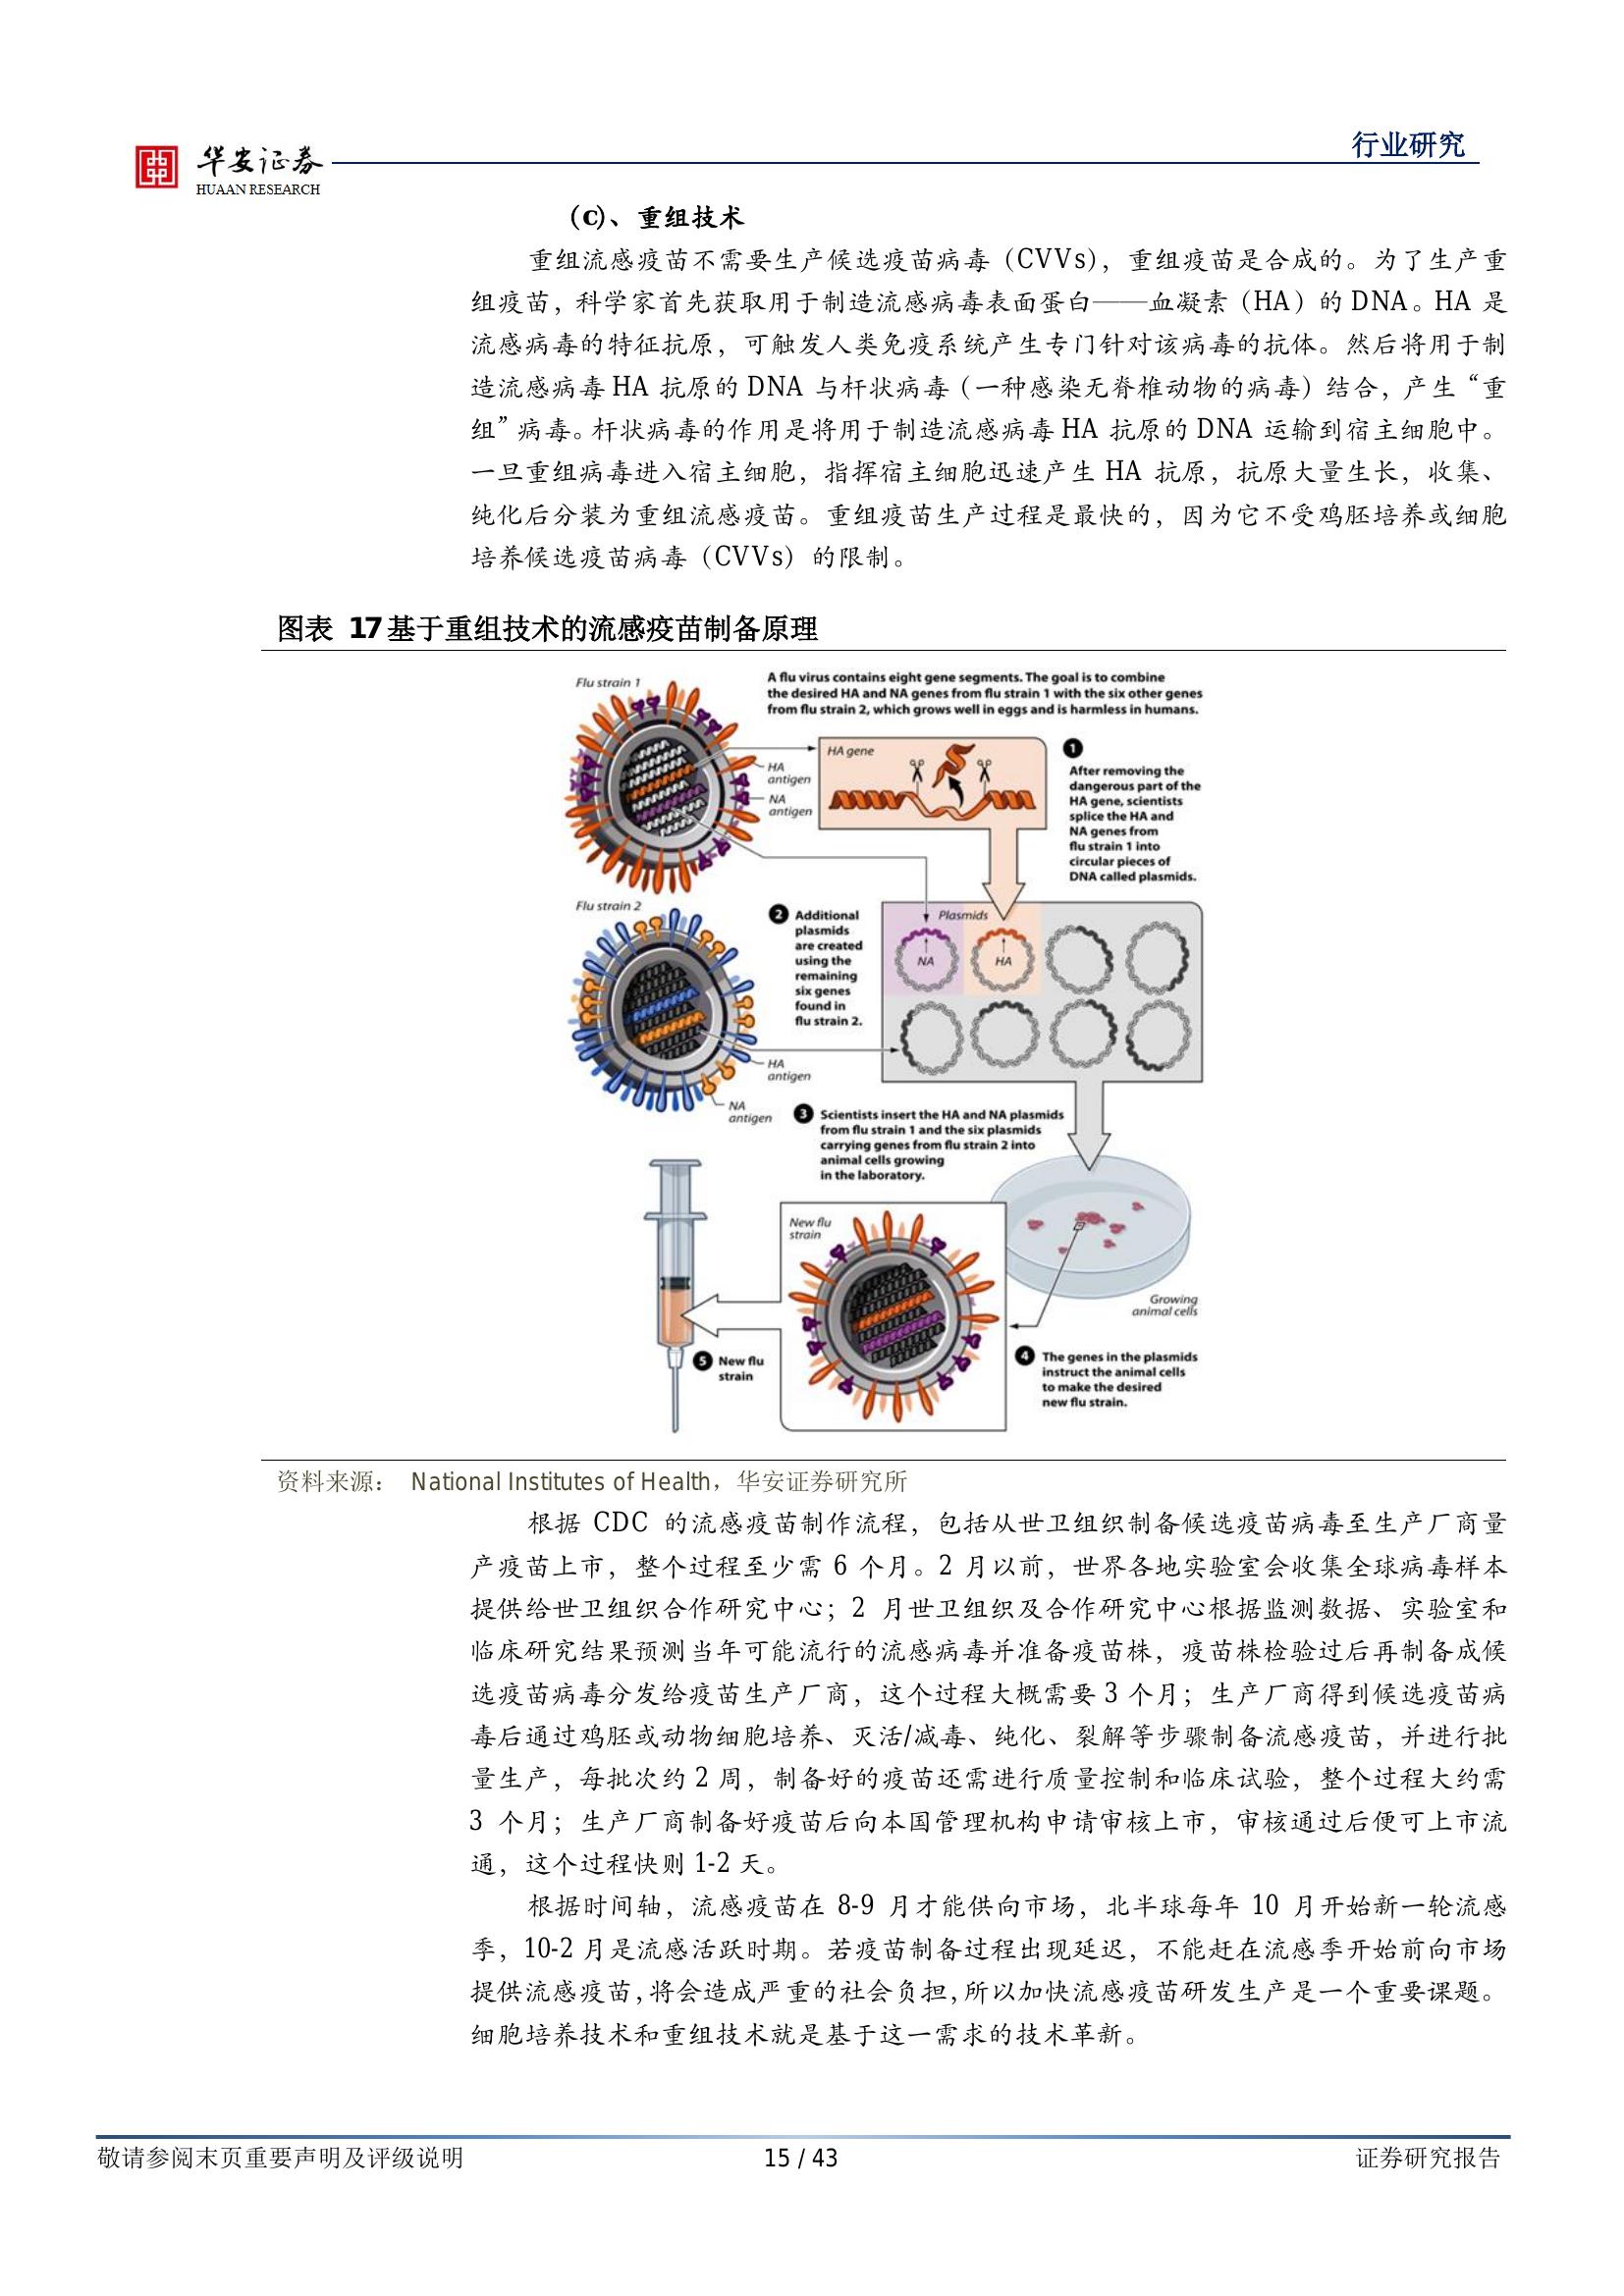 华安证券
HUAAN RESEARCH
行业研究
(c)、重组技术
重组流感疫苗不需要生产候选疫苗病毒（CVVs），重组疫苗是合成的。为了生产重
组疫苗，科学家首先获取用于制造流感病毒表面蛋白——血凝素（HA）的 DNA。HA 是
流感病毒的特征抗原，可触发人类免疫系统产生专门针对该病毒的抗体。然后将用于制
造流感病毒 HA 抗原的 DNA 与杆状病毒（一种感染无脊椎动物的病毒）结合，产生“重
组”病毒。杆状病毒的作用是将用于制造流感病毒 HA 抗原的 DNA 运输到宿主细胞中。
一旦重组病毒进入宿主细胞，指挥宿主细胞迅速产生 HA 抗原，抗原大量生长，收集、
纯化后分装为重组流感疫苗。重组疫苗生产过程是最快的，因为它不受鸡胚培养或细胞
培养候选疫苗病毒（CVVs）的限制。
图表 17 基于重组技术的流感疫苗制备原理
Flu strain 1
A flu virus contains eight gene segments. The goal is to combine
the desired HA and NA genes from flu strain 1 with the six other genes
from flu strain 2, which grows well in eggs and is harmless in humans.
HA
antigen
NA
antigen
HA gene
1
After removing the
dangerous part of the
HA gene, scientists
splice the HA and
NA genes from
flu strain 1 into
circular pieces of
DNA called plasmids.
Flu strain 2
2 Additional
plasmids
are created
using the
remaining
six genes
found in
flu strain 2.
Plasmids
NA
HA
HA
antigen
NA
antigen
3 Scientists insert the HA and NA plasmids
from flu strain 1 and the six plasmids
carrying genes from flu strain 2 into
animal cells growing
in the laboratory.
New flu
strain
Growing
animal cells
4 The genes in the plasmids
instruct the animal cells
to make the desired
new flu strain.
5 New flu
strain
资料来源： National Institutes of Health，华安证券研究所
根据 CDC 的流感疫苗制作流程，包括从世卫组织制备候选疫苗病毒至生产厂商量
产疫苗上市，整个过程至少需 6 个月。2 月以前，世界各地实验室会收集全球病毒样本
提供给世卫组织合作研究中心；2 月世卫组织及合作研究中心根据监测数据、实验室和
临床研究结果预测当年可能流行的流感病毒并准备疫苗株，疫苗株检验过后再制备成候
选疫苗病毒分发给疫苗生产厂商，这个过程大概需要 3 个月；生产厂商得到候选疫苗病
毒后通过鸡胚或动物细胞培养、灭活/减毒、纯化、裂解等步骤制备流感疫苗，并进行批
量生产，每批次约 2 周，制备好的疫苗还需进行质量控制和临床试验，整个过程大约需
3 个月；生产厂商制备好疫苗后向本国管理机构申请审核上市，审核通过后便可上市流
通，这个过程快则 1-2 天。
根据时间轴，流感疫苗在 8-9 月才能供向市场，北半球每年 10 月开始新一轮流感
季，10-2 月是流感活跃时期。若疫苗制备过程出现延迟，不能赶在流感季开始前向市场
提供流感疫苗，将会造成严重的社会负担，所以加快流感疫苗研发生产是一个重要课题。
细胞培养技术和重组技术就是基于这一需求的技术革新。
敬请参阅末页重要声明及评级说明
15 / 43
证券研究报告